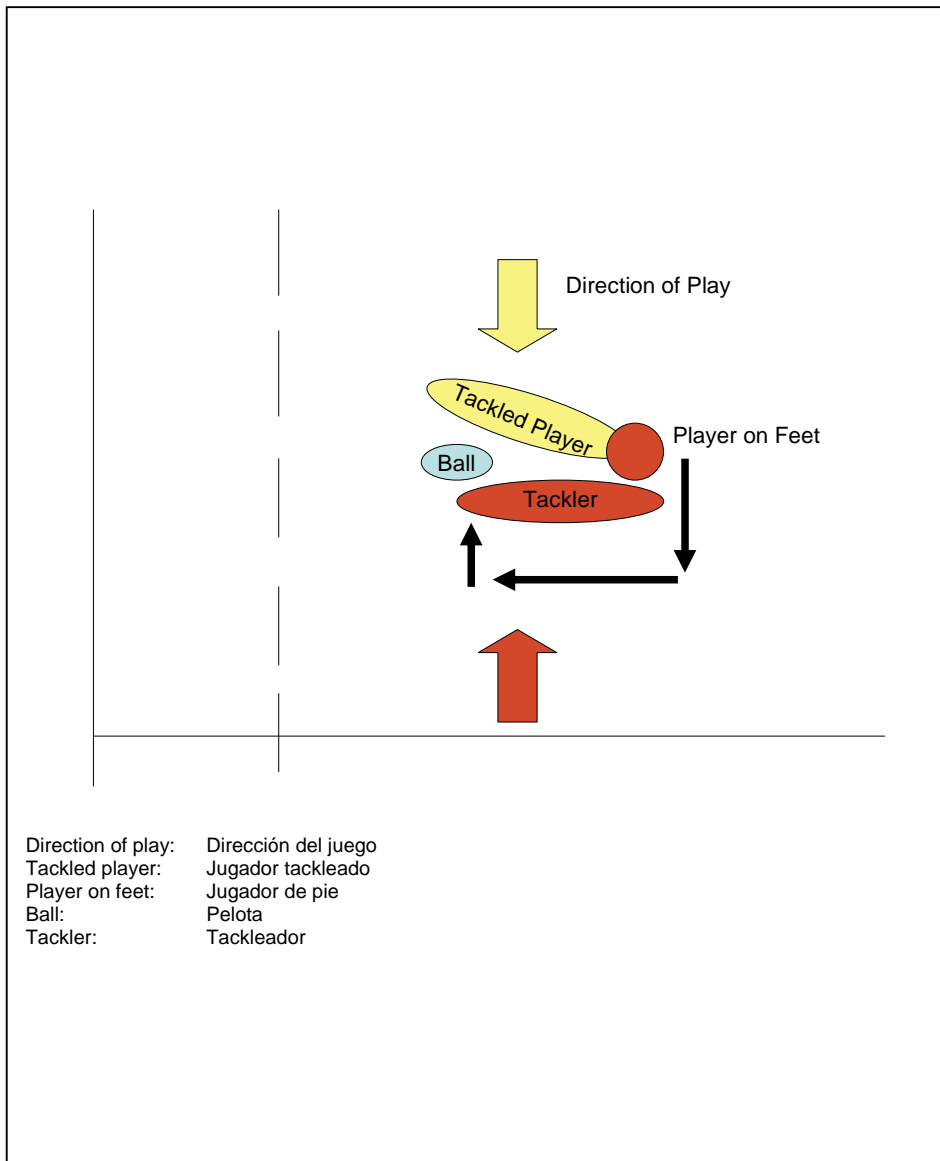 Direction of Play
Tackled Player
Player on Feet
Ball
Tackler
Direction of play: Dirección del juego
Tackled player: Jugador tackleado
Player on feet: Jugador de pie
Ball: Pelota
Tackler: Tackleador